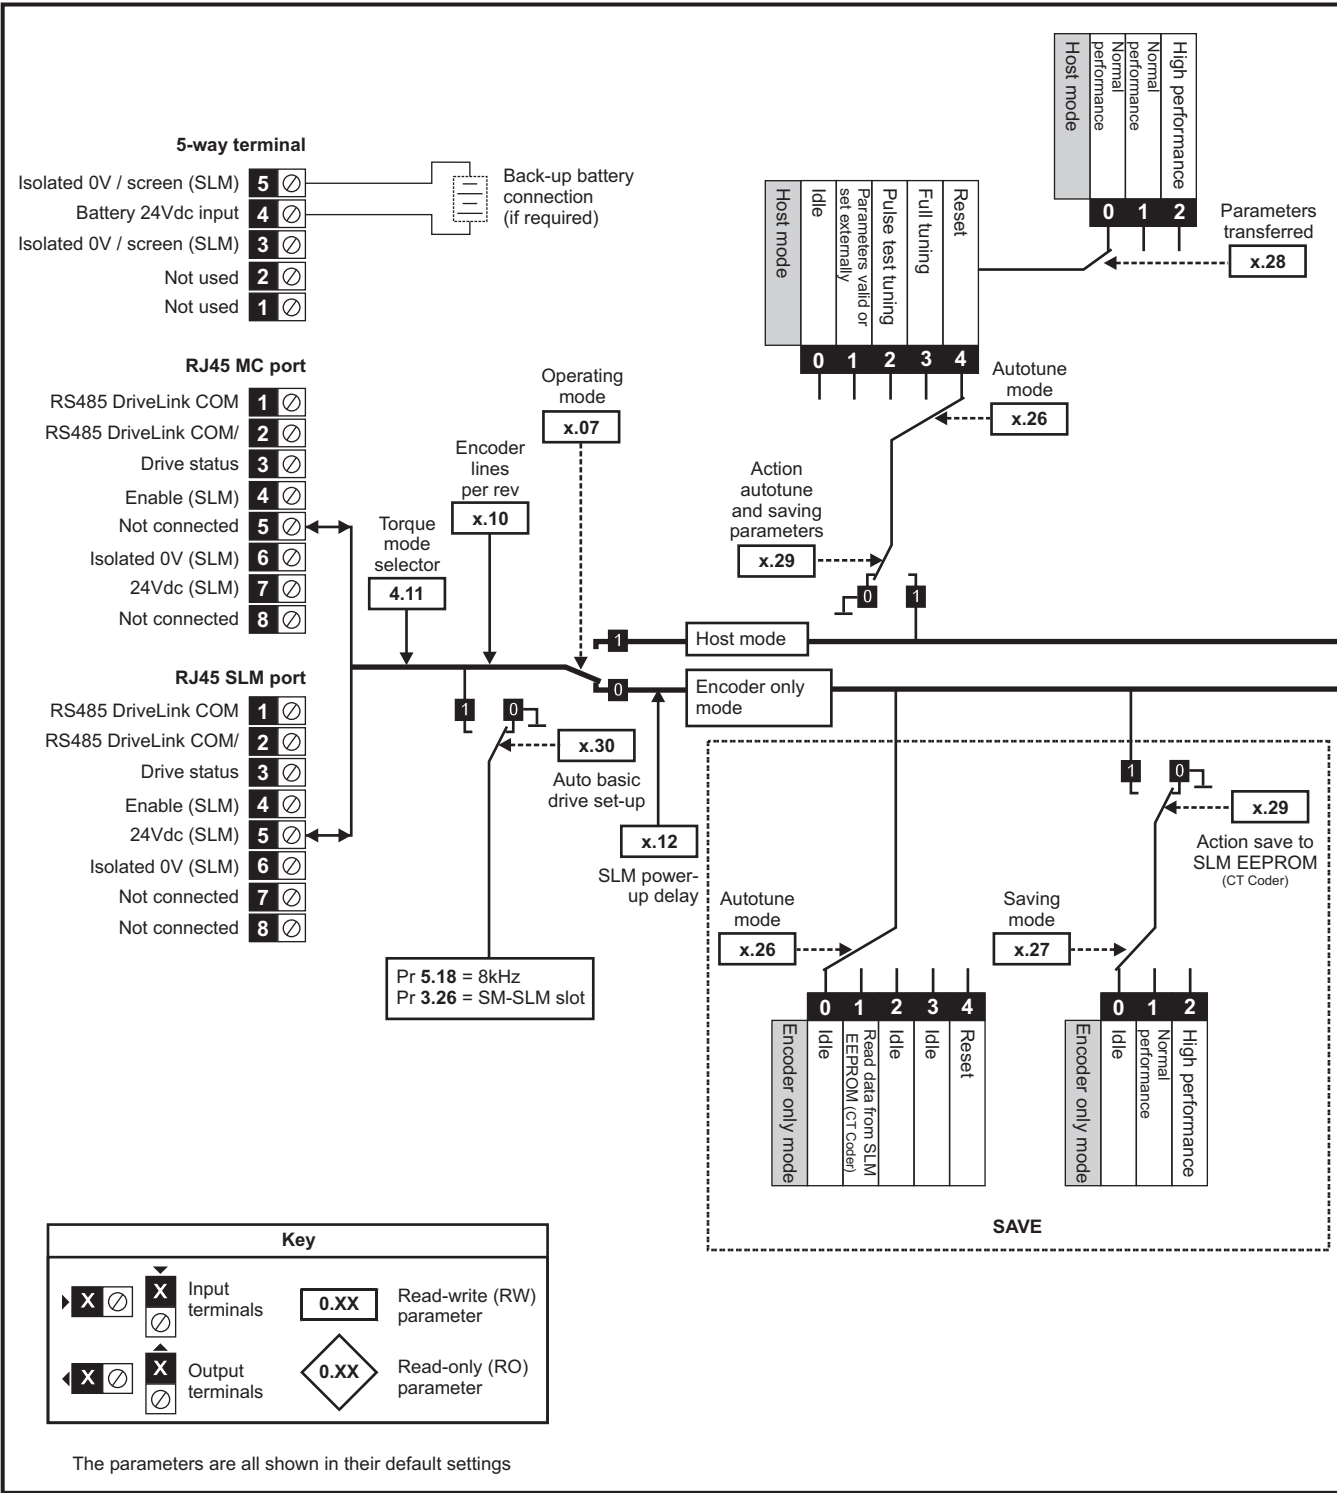 5-way terminal
Isolated 0V / screen (SLM) 5
Battery 24Vdc input 4
Isolated 0V / screen (SLM) 3
Not used 2
Not used 1
Back-up battery
connection
(if required)
RJ45 MC port
RS485 DriveLink COM 1
RS485 DriveLink COM/ 2
Drive status 3
Enable (SLM) 4
Not connected 5
Isolated 0V (SLM) 6
24Vdc (SLM) 7
Not connected 8
RJ45 SLM port
RS485 DriveLink COM 1
RS485 DriveLink COM/ 2
Drive status 3
Enable (SLM) 4
24Vdc (SLM) 5
Isolated 0V (SLM) 6
Not connected 7
Not connected 8
Torque
mode
selector
4.11
Encoder
lines
per rev
x.10
Operating
mode
x.07
1
0
x.30
Auto basic
drive set-up
Pr 5.18 = 8kHz
Pr 3.26 = SM-SLM slot
1
0
x.12
SLM power-
up delay
Host mode
Encoder only
mode
Host mode
Idle
Parameters valid or
set externally
Pulse test tuning
Full tuning
Reset
0 1 2 3 4
Autotune
mode
x.26
Action
autotune
and saving
parameters
x.29
0
1
Host mode
Normal
performance
Normal
performance
High performance
0 1 2
Parameters
transferred
x.28
Autotune
mode
x.26
0 1 2 3 4
Encoder only mode
Idle
Read data from SLM
EEPROM (CT Coder)
Idle
Idle
Reset
1
0
x.29
Action save to
SLM EEPROM
(CT Coder)
Saving
mode
x.27
0 1 2
Encoder only mode
Idle
Normal
performance
High performance
SAVE
Key
X
X
Input
terminals
0.XX
Read-write (RW)
parameter
X
X
Output
terminals
0.XX
Read-only (RO)
parameter
The parameters are all shown in their default settings